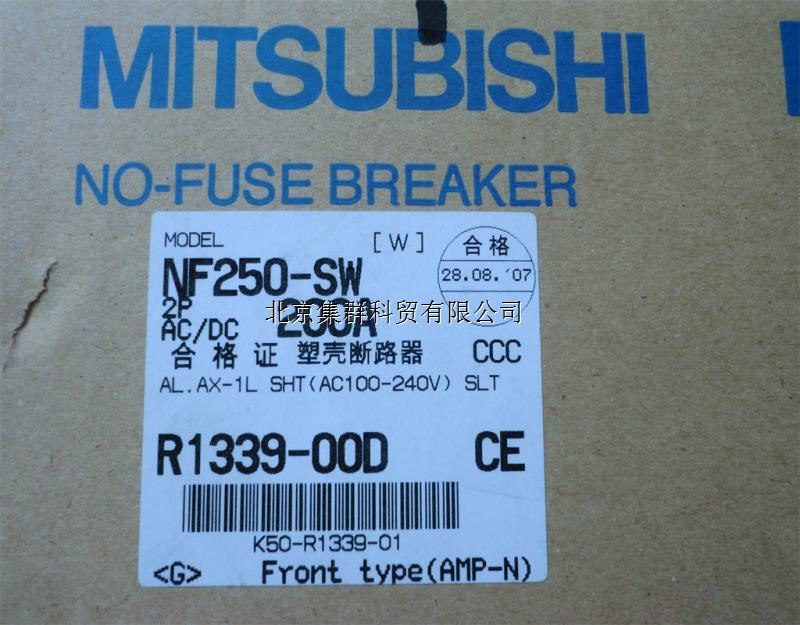 MITSUBISHI
NO-FUSE BREAKER
MODEL [W] 合格
NF250-SW 28.08.'07
2P
AC/DC
北京集群科贸有限公司
合格证 塑壳断路器 CCC
AL.AX-1L SHT(AC100-240V) SLT
R1339-00D CE
K50-R1339-01
<G> Front type(AMP-N)